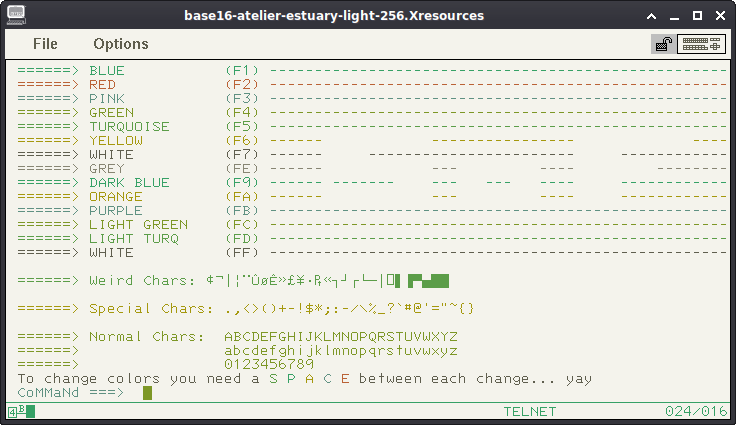 base16-atelier-estuary-light-256.Xresources
File Options
======> BLUE (F1) ---------------------------------------------------
======> RED (F2) ---------------------------------------------------
======> PINK (F3) ---------------------------------------------------
======> GREEN (F4) ---------------------------------------------------
======> TURQUOISE (F5) ---------------------------------------------------
======> YELLOW (F6) ------            ----------------             ----
======> WHITE (F7) ------     ---------------------     ------------
======> GREY (F8) ------            ---   ---   ---      ------------
======> DARK BLUE (F9) ------ -------   ---   ---   ----     ------------
======> ORANGE (FA) ------            ---   ---   ----     ------------
======> PURPLE (FB) ---------------------------------------------------
======> LIGHT GREEN (FC) ---------------------------------------------------
======> LIGHT TURQ (FD) ---------------------------------------------------
======> WHITE (FF) ---------------------------------------------------
======> Weird Chars: ¢¬|¦¨ÛøÊ»£¥·₧«┐┘┌└─│
======> Special Chars: .,<>()+-!$*;:-/\%_?`#@'="~{}
======> Normal Chars: ABCDEFGHIJKLMNOPQRSTUVWXYZ
======> abcdefghijklmnopqrstuvwxyz
======> 0123456789
To change colors you need a S P A C E between each change... yay
CoMMaNd ===>
4B TELNET 024/016